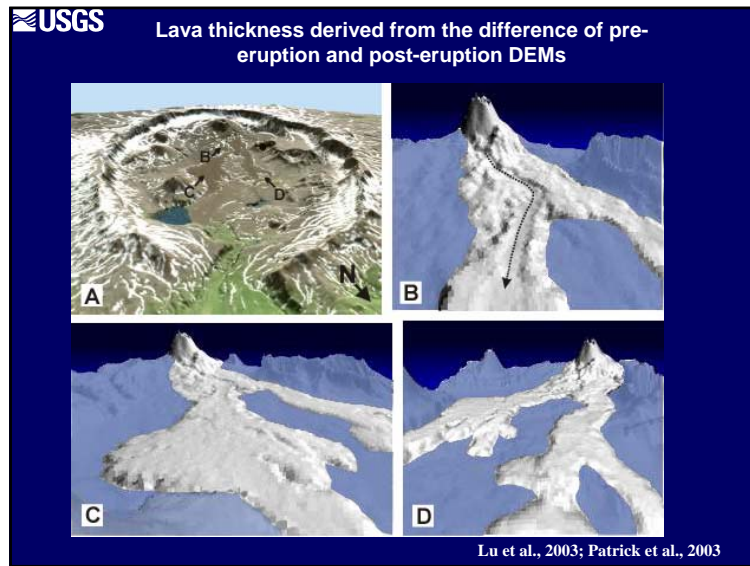 USGS
Lava thickness derived from the difference of pre-
eruption and post-eruption DEMs
B
C
D
N
A
B
C
D
Lu et al., 2003; Patrick et al., 2003